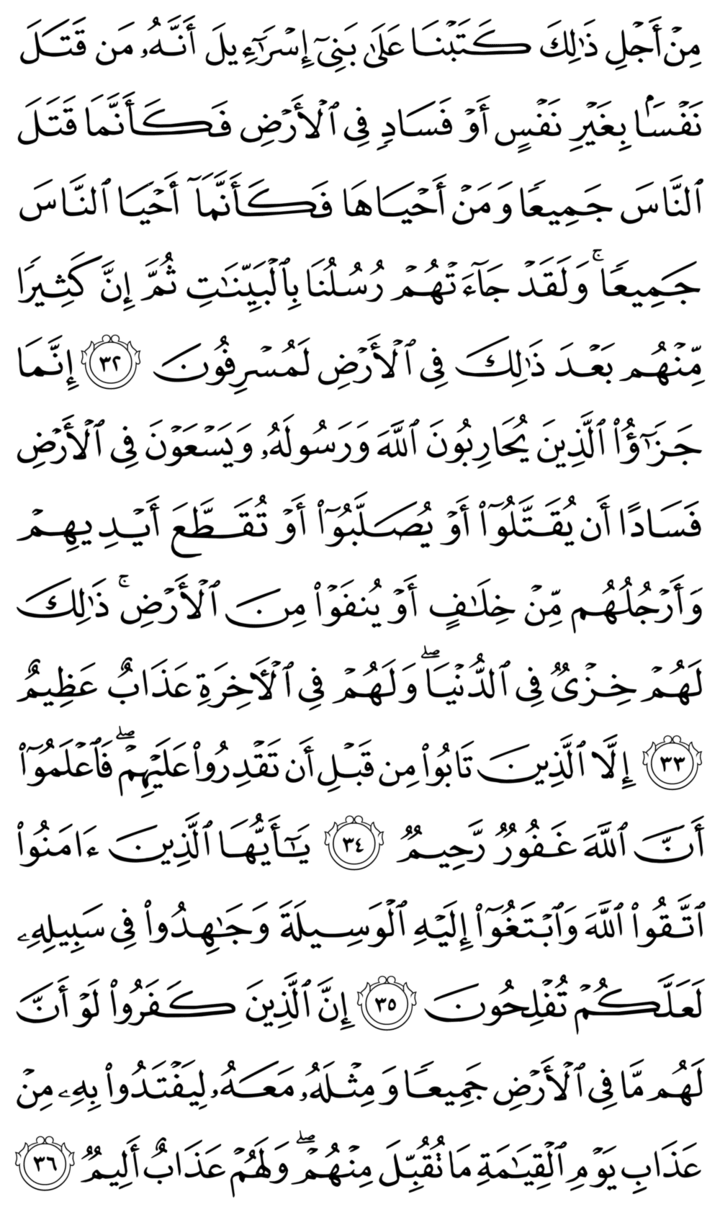 مِنْ أَجْلِ ذَٰلِكَ كَتَبْنَا عَلَىٰ بَنِىٓ إِسْرَٰٓءِيلَ أَنَّهُۥ مَن قَتَلَ
نَفْسًۢا بِغَيْرِ نَفْسٍ أَوْ فَسَادٍ فِى ٱلْأَرْضِ فَكَأَنَّمَا قَتَلَ
ٱلنَّاسَ جَمِيعًا وَمَنْ أَحْيَاهَا فَكَأَنَّمَآ أَحْيَا ٱلنَّاسَ
جَمِيعًا ۚ وَلَقَدْ جَآءَتْهُمْ رُسُلُنَا بِٱلْبَيِّنَٰتِ ثُمَّ إِنَّ كَثِيرًا
مِّنْهُم بَعْدَ ذَٰلِكَ فِى ٱلْأَرْضِ لَمُسْرِفُونَ ٣٢ إِنَّمَا
جَزَٰٓؤُا۟ ٱلَّذِينَ يُحَارِبُونَ ٱللَّهَ وَرَسُولَهُۥ وَيَسْعَوْنَ فِى ٱلْأَرْضِ
فَسَادًا أَن يُقَتَّلُوٓا۟ أَوْ يُصَلَّبُوٓا۟ أَوْ تُقَطَّعَ أَيْدِيهِمْ
وَأَرْجُلُهُم مِّنْ خِلَٰفٍ أَوْ يُنفَوْا۟ مِنَ ٱلْأَرْضِ ۚ ذَٰلِكَ
لَهُمْ خِزْىٌ فِى ٱلدُّنْيَا ۖ وَلَهُمْ فِى ٱلْءَاخِرَةِ عَذَابٌ عَظِيمٌ
٣٣ إِلَّا ٱلَّذِينَ تَابُوا۟ مِن قَبْلِ أَن تَقْدِرُوا۟ عَلَيْهِمْ ۖ فَٱعْلَمُوٓا۟
أَنَّ ٱللَّهَ غَفُورٌ رَّحِيمٌ ٣٤ يَٰٓأَيُّهَا ٱلَّذِينَ ءَامَنُوا۟
ٱتَّقُوا۟ ٱللَّهَ وَٱبْتَغُوٓا۟ إِلَيْهِ ٱلْوَسِيلَةَ وَجَٰهِدُوا۟ فِى سَبِيلِهِۦ
لَعَلَّكُمْ تُفْلِحُونَ ٣٥ إِنَّ ٱلَّذِينَ كَفَرُوا۟ لَوْ أَنَّ
لَهُم مَّا فِى ٱلْأَرْضِ جَمِيعًا وَمِثْلَهُۥ مَعَهُۥ لِيَفْتَدُوا۟ بِهِۦ مِنْ
عَذَابِ يَوْمِ ٱلْقِيَٰمَةِ مَا تُقُبِّلَ مِنْهُمْ ۖ وَلَهُمْ عَذَابٌ أَلِيمٌ ٣٦